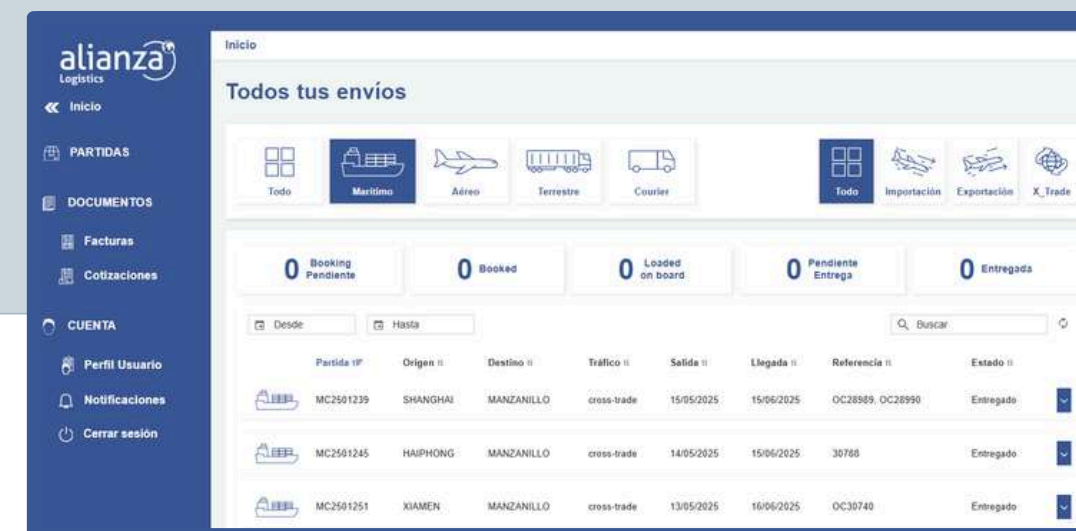 alianza
Logistics
Inicio
PARTIDAS
DOCUMENTOS
Facturas
Cotizaciones
CUENTA
Perfil Usuario
Notificaciones
Cerrar sesión
Inicio
Todos tus envíos
Todo Marítimo Aéreo Terrestre Courier Todo Importación Exportación X_Trade
0 Booking Pendiente 0 Booked 0 Loaded on board 0 Pendiente Entrega 0 Entregada
Desde Hasta Buscar
Partida Origen Destino Tráfico Salida Llegada Referencia Estado
MC2501239 SHANGHAI MANZANILLO cross-trade 15/05/2025 15/06/2025 OC28989, OC28990 Entregado
MC2501245 HAIPHONG MANZANILLO cross-trade 14/05/2025 15/06/2025 30788 Entregado
MC2501251 XIAMEN MANZANILLO cross-trade 13/05/2025 16/06/2025 OC30740 Entregado